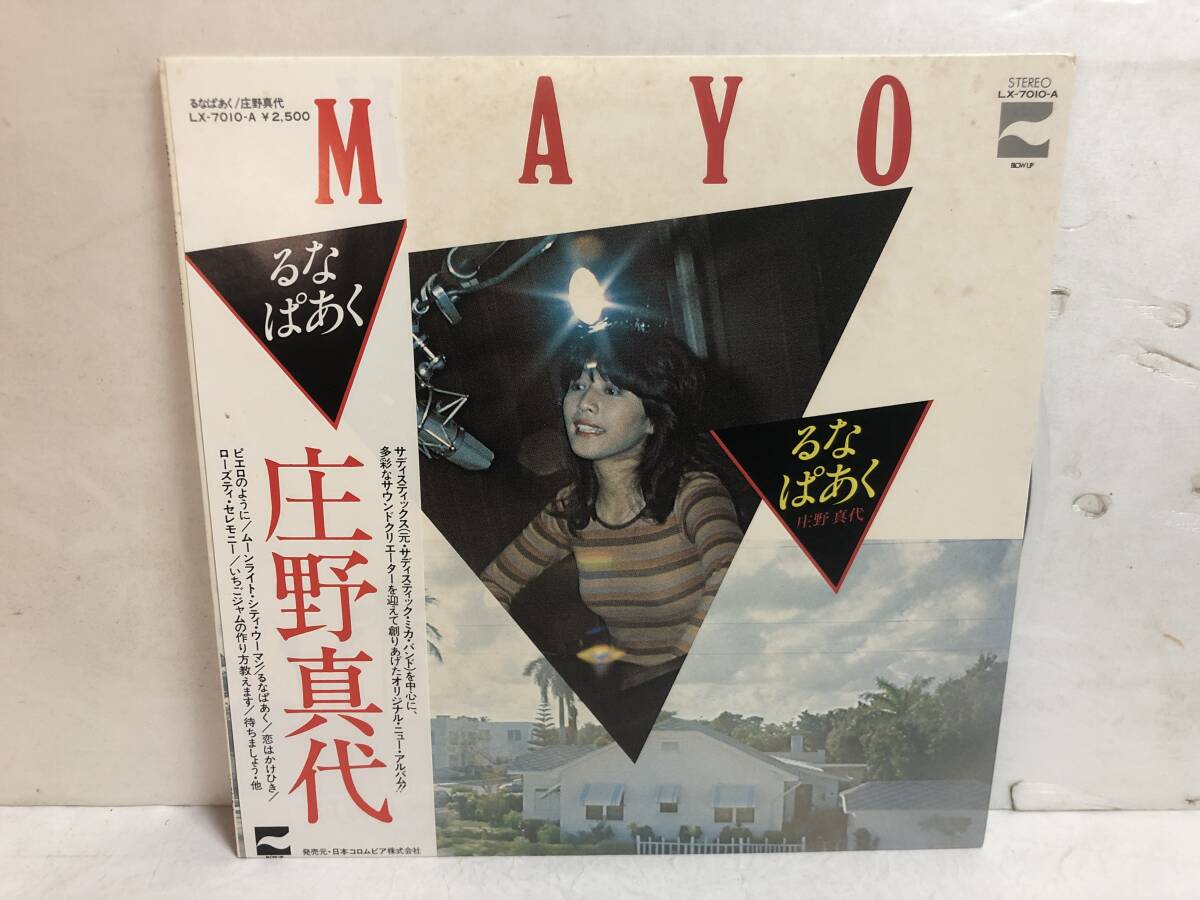 るなぱあく/庄野真代
LX-7010-A ¥2,500
MAYO
STEREO
LX-7010-A
BLOW UP
るな
ぱあく
るな
ぱあく
庄野真代
サディスティックス(元・サディスティック・ミカ・バンド)を中心に、
多彩なサウンドクリエーターを迎えて創りあげたオリジナル・ニュー・アルバム!!
庄野真代
ピエロのように/ムーンライト・シティ・ウーマン/るなぱあく/恋はかけひき/
ローズティ・セレモニー/いちごジャムの作り方教えます/待ちましょう・他
BLOW UP
発売元・日本コロムビア株式会社